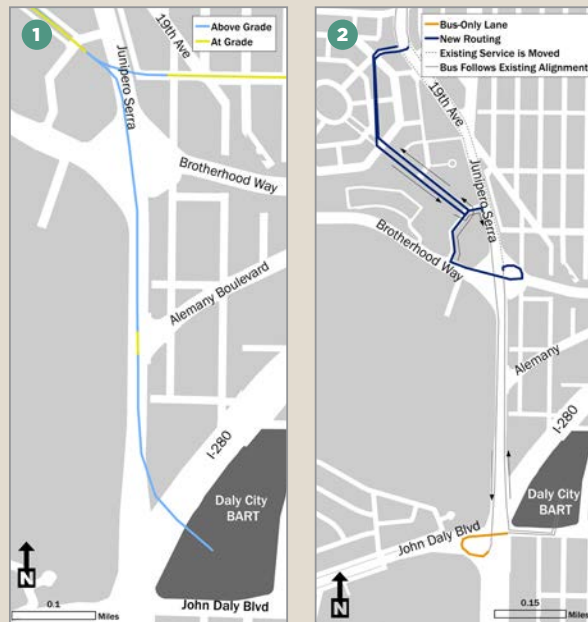 1
Above Grade
At Grade
19th Ave
Junipero Serra
Brotherhood Way
Alemany Boulevard
I-280
Daly City
BART
N
0.1
Miles
John Daly Blvd
2
Bus-Only Lane
New Routing
Existing Service is Moved
Bus Follows Existing Alignment
19th Ave
Junipero Serra
Brotherhood Way
Alemany
I-280
Daly City
BART
John Daly Blvd
N
0.15
Miles